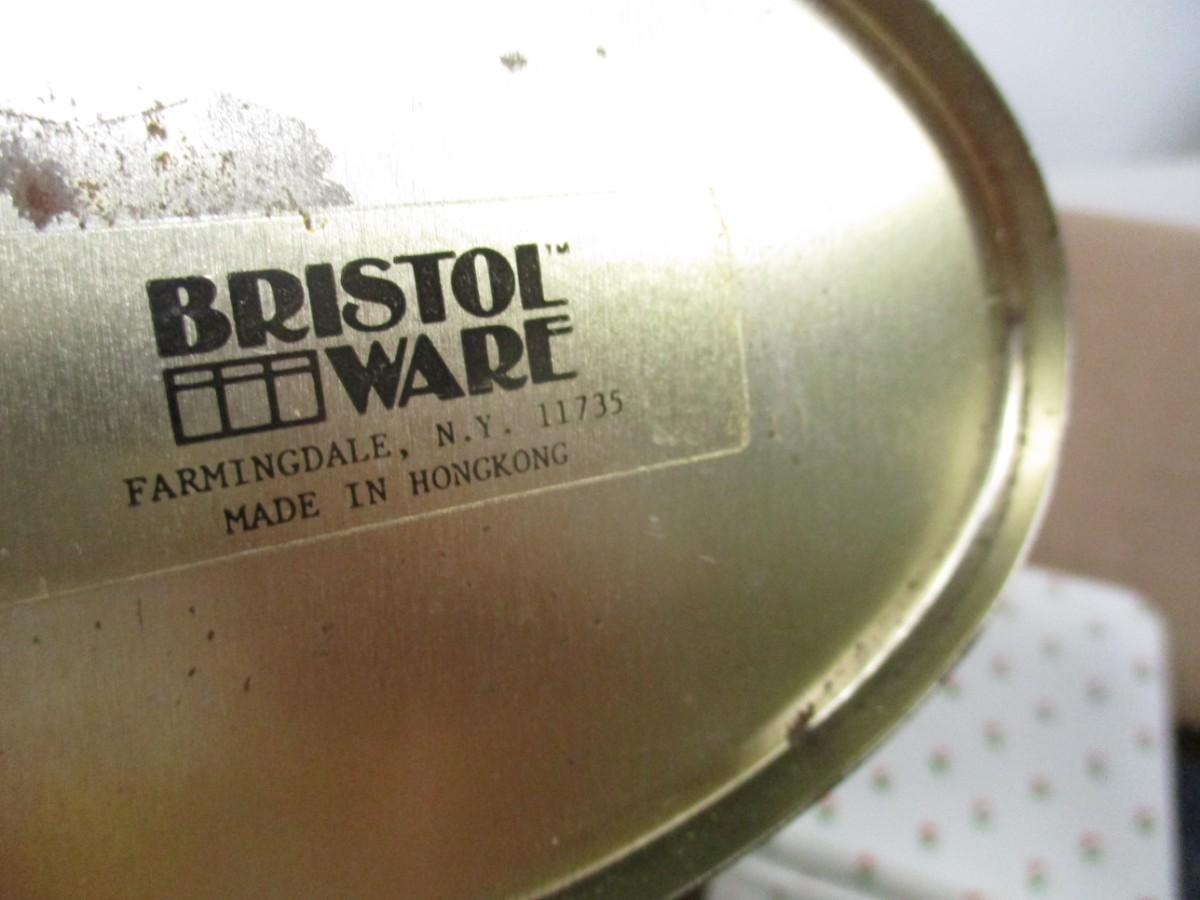 BRISTOL™
WARE
FARMINGDALE, N.Y. 11735
MADE IN HONGKONG